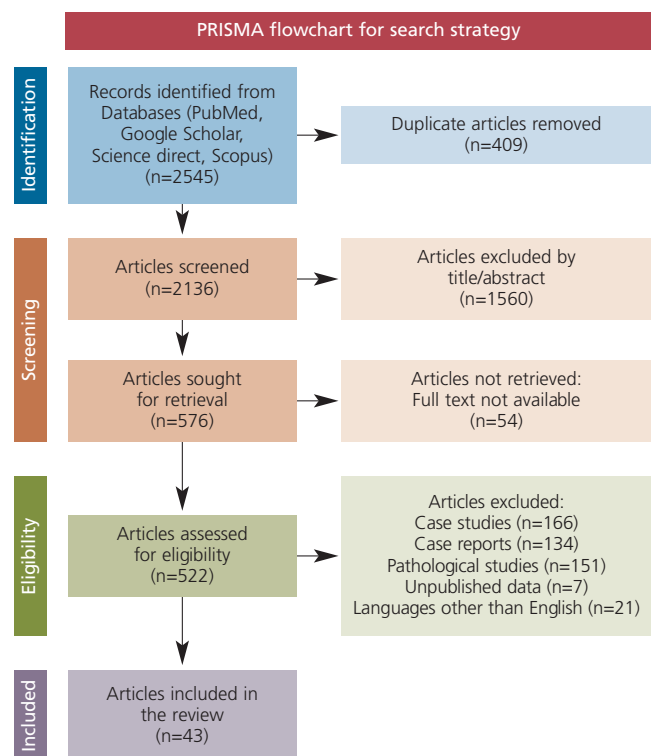 PRISMA flowchart for search strategy
Identification
Records identified from
Databases (PubMed,
Google Scholar,
Science direct, Scopus)
(n=2545)
Duplicate articles removed
(n=409)
Screening
Articles screened
(n=2136)
Articles excluded by
title/abstract
(n=1560)
Articles sought
for retrieval
(n=576)
Articles not retrieved:
Full text not available
(n=54)
Eligibility
Articles assessed
for eligibility
(n=522)
Articles excluded:
Case studies (n=166)
Case reports (n=134)
Pathological studies (n=151)
Unpublished data (n=7)
Languages other than English (n=21)
Included
Articles included in
the review
(n=43)